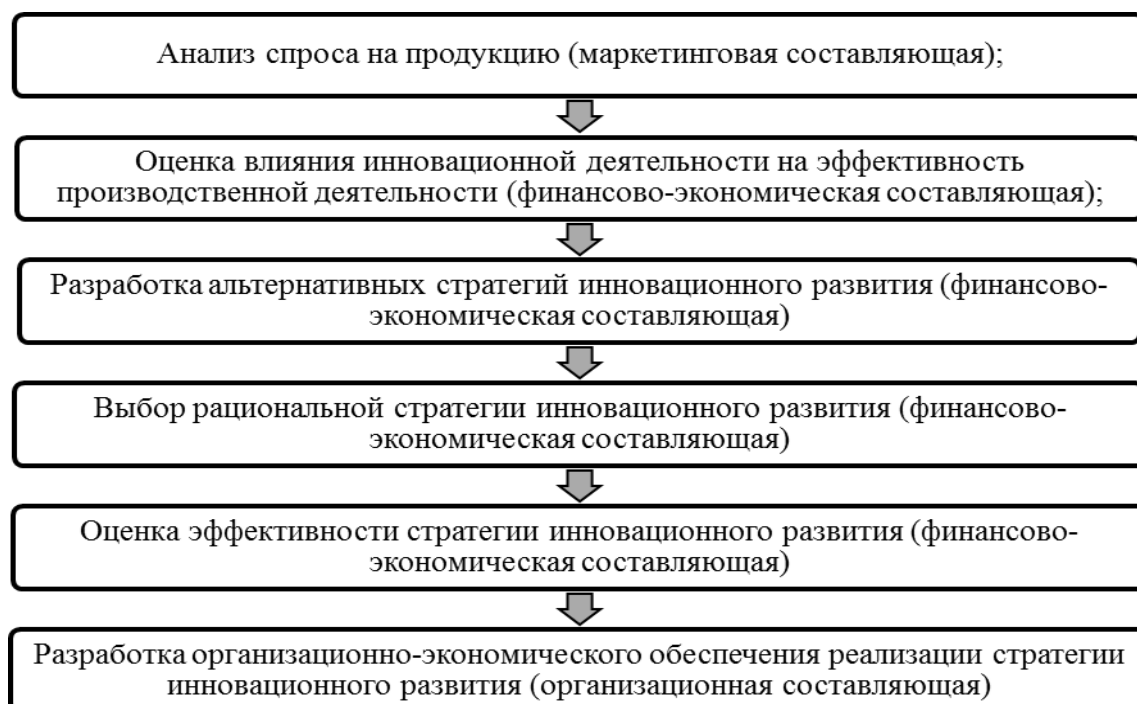 Анализ спроса на продукцию (маркетинговая составляющая);
Оценка влияния инновационной деятельности на эффективность
производственной деятельности (финансово-экономическая составляющая);
Разработка альтернативных стратегий инновационного развития (финансово-
экономическая составляющая)
Выбор рациональной стратегии инновационного развития (финансово-
экономическая составляющая)
Оценка эффективности стратегии инновационного развития (финансово-
экономическая составляющая)
Разработка организационно-экономического обеспечения реализации стратегии
инновационного развития (организационная составляющая)